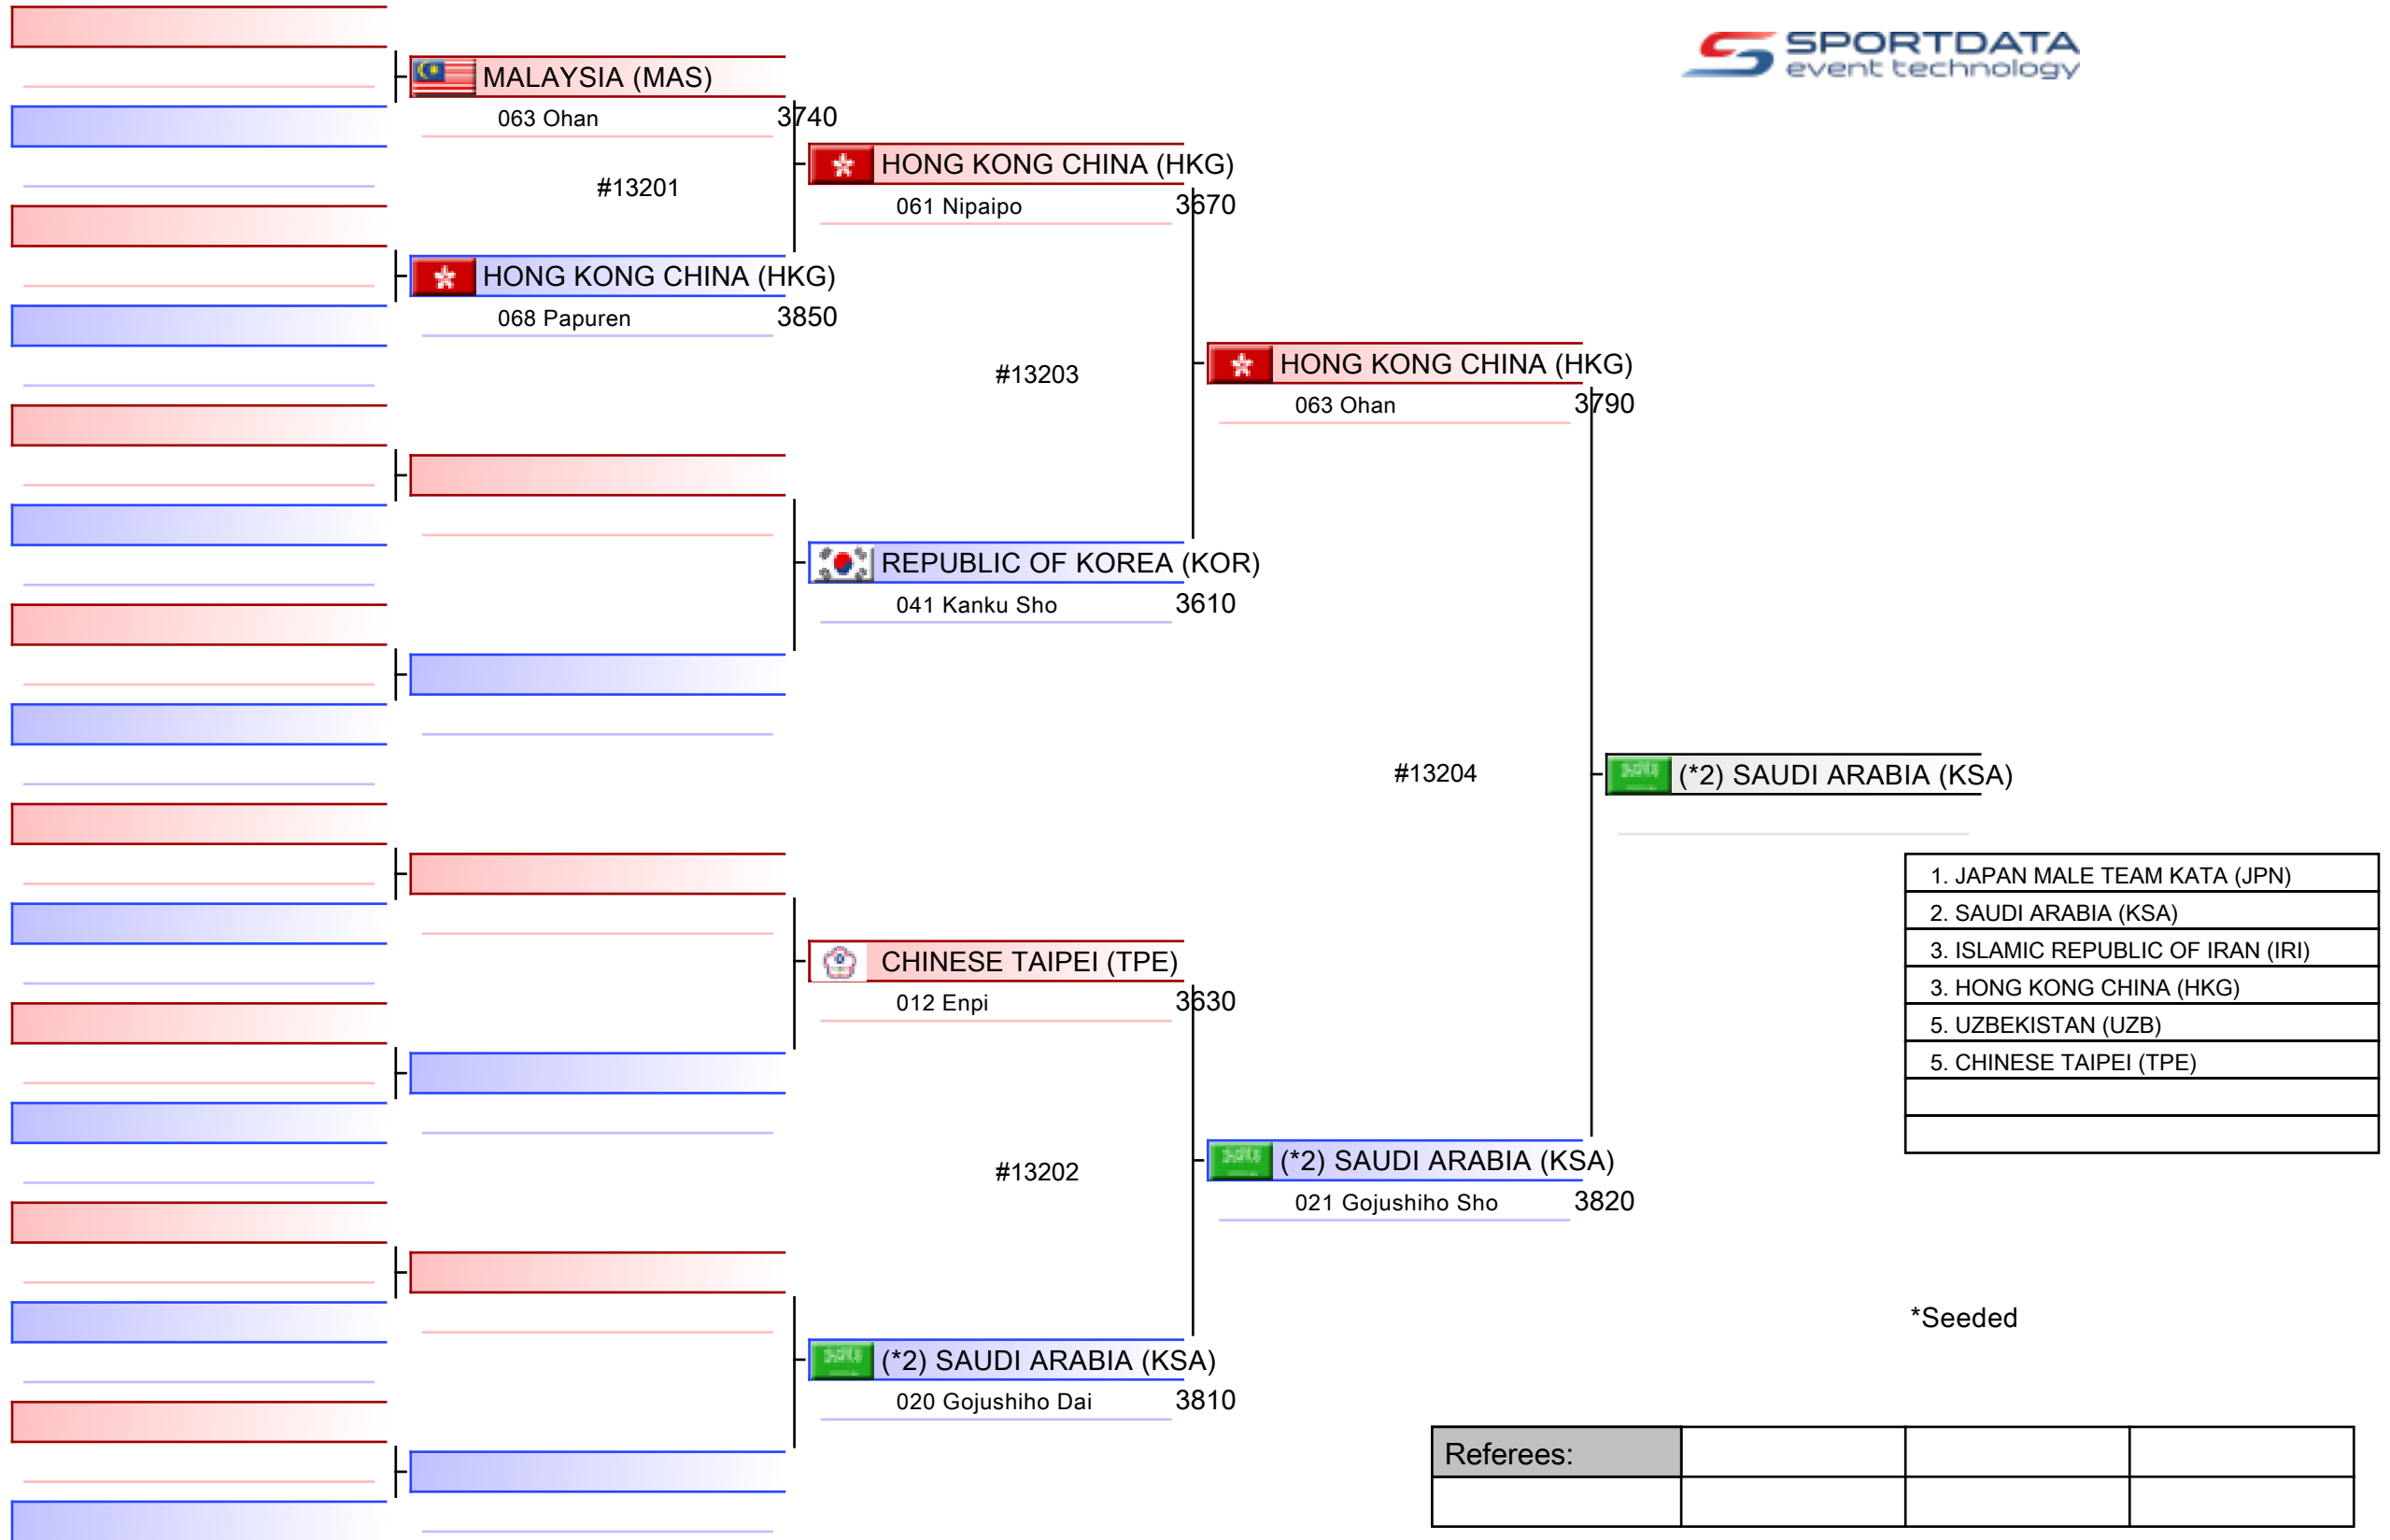 SPORTDATA
event technology
MALAYSIA (MAS)
063 Ohan 3740
#13201
HONG KONG CHINA (HKG)
068 Papuren 3850
HONG KONG CHINA (HKG)
061 Nipaipo 3670
#13203
REPUBLIC OF KOREA (KOR)
041 Kanku Sho 3610
HONG KONG CHINA (HKG)
063 Ohan 3790
#13204
(*2) SAUDI ARABIA (KSA)
CHINESE TAIPEI (TPE)
012 Enpi 3630
#13202
(*2) SAUDI ARABIA (KSA)
020 Gojushiho Dai 3810
(*2) SAUDI ARABIA (KSA)
021 Gojushiho Sho 3820
1. JAPAN MALE TEAM KATA (JPN)
2. SAUDI ARABIA (KSA)
3. ISLAMIC REPUBLIC OF IRAN (IRI)
3. HONG KONG CHINA (HKG)
5. UZBEKISTAN (UZB)
5. CHINESE TAIPEI (TPE)
*Seeded
Referees: